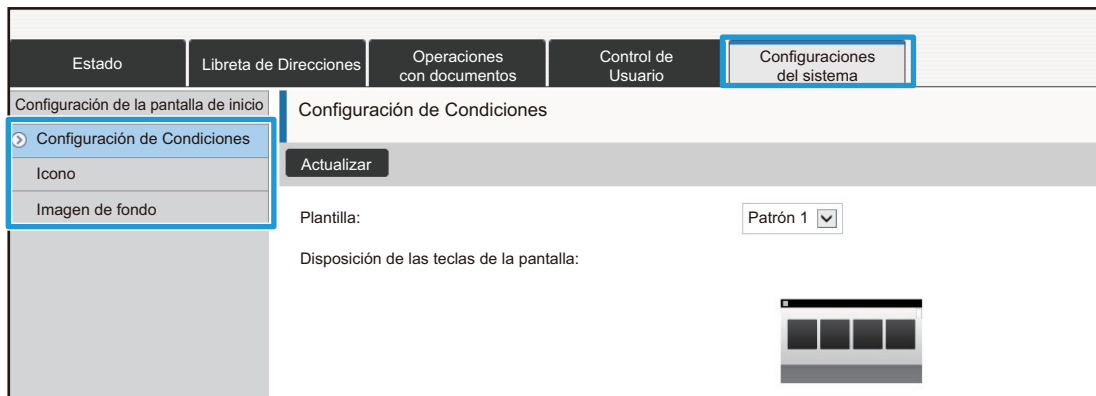 Estado
Libreta de Direcciones
Operaciones
con documentos
Control de
Usuario
Configuraciones
del sistema
Configuración de la pantalla de inicio
Configuración de Condiciones
Icono
Imagen de fondo
Configuración de Condiciones
Actualizar
Plantilla:
Patrón 1
Disposición de las teclas de la pantalla: